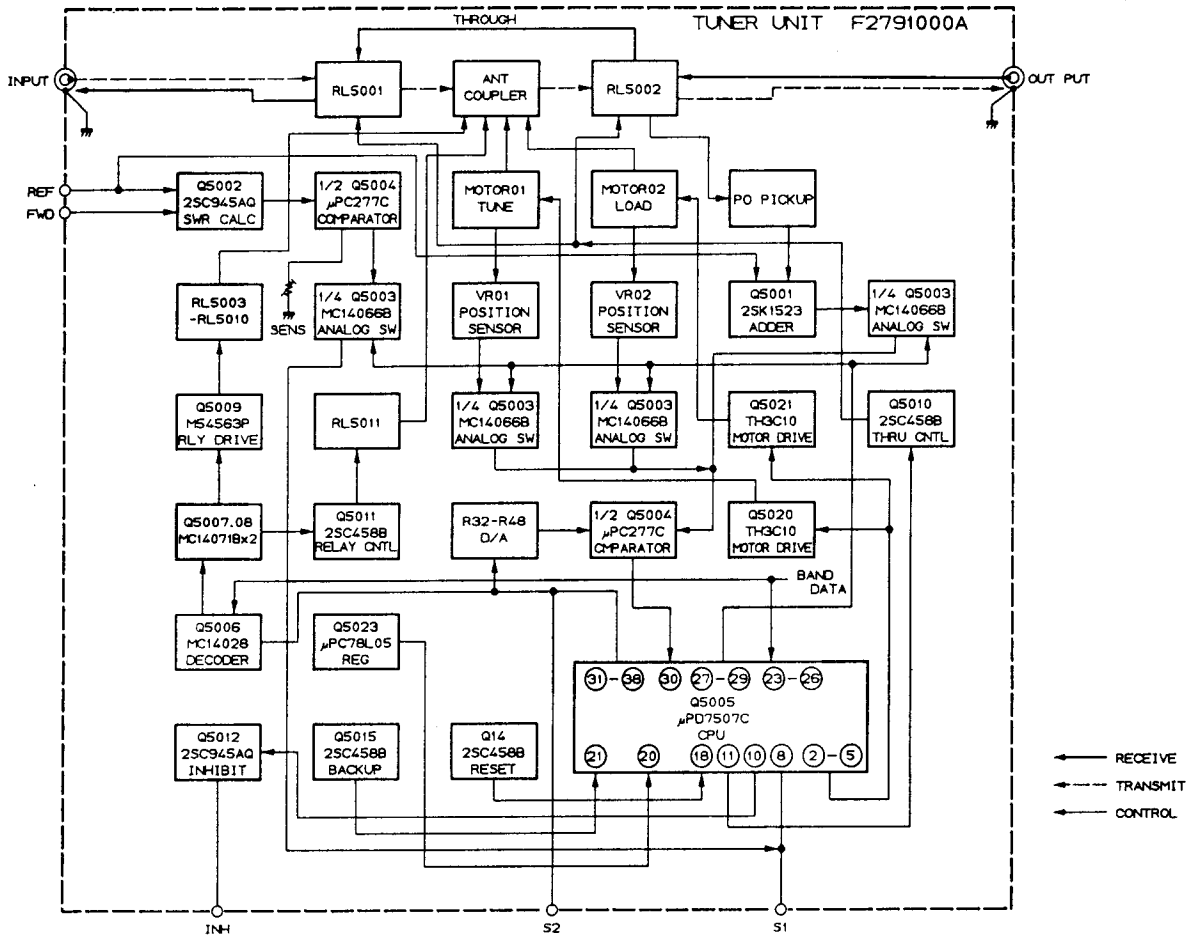 TUNER UNIT F2791000A
THROUGH
INPUT
RL5001
ANT
COUPLER
RL5002
OUT PUT
REF
FWD
Q5002
2SC945AQ
SWR CALC
1/2 Q5004
μPC277C
COMPARATOR
MOTOR01
TUNE
MOTOR02
LOAD
PO PICKUP
RL5003
-RL5010
SENS
1/4 Q5003
MC14066B
ANALOG SW
VR01
POSITION
SENSOR
VR02
POSITION
SENSOR
Q5001
2SK1523
ADDER
1/4 Q5003
MC14066B
ANALOG SW
Q5009
M54563P
RLY DRIVE
RL5011
1/4 Q5003
MC14066B
ANALOG SW
1/4 Q5003
MC14066B
ANALOG SW
Q5021
TH3C10
MOTOR DRIVE
Q5010
2SC458B
THRU CNTL
Q5007.08
MC14071Bx2
Q5011
2SC458B
RELAY CNTL
R32-R48
D/A
1/2 Q5004
μPC277C
CMPARATOR
Q5020
TH3C10
MOTOR DRIVE
BAND
DATA
Q5006
MC14028
DECODER
Q5023
μPC78L05
REG
31 - 38 30 27 - 29 23 - 26
Q5005
μPD7507C
CPU
21 20 18 11 10 8 2 - 5
Q5012
2SC945AQ
INHIBIT
Q5015
2SC458B
BACKUP
Q14
2SC458B
RESET
RECEIVE
TRANSMIT
CONTROL
INH
S2
S1